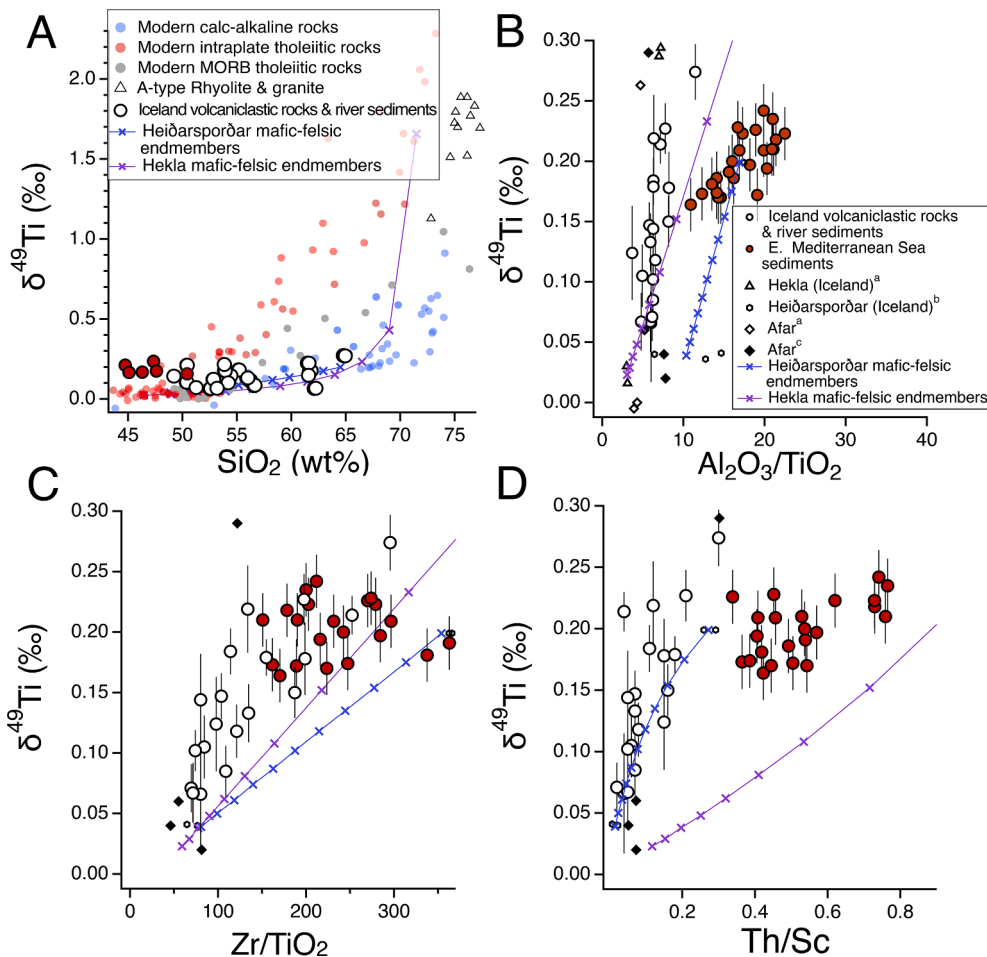 A
Modern calc-alkaline rocks
Modern intraplate tholeiitic rocks
Modern MORB tholeiitic rocks
A-type Rhyolite & granite
Iceland volcaniclastic rocks & river sediments
Heiðarsporðar mafic-felsic
endmembers
Hekla mafic-felsic endmembers
2.0
1.5
1.0
0.5
0.0
δ⁴⁹Ti (‰)
45 50 55 60 65 70 75
SiO₂ (wt%)
B
0.30
0.25
0.20
0.15
0.10
0.05
0.00
δ⁴⁹Ti (‰)
Iceland volcaniclastic rocks
& river sediments
E. Mediterranean Sea
sediments
Hekla (Iceland)ᵃ
Heiðarsporðar (Iceland)ᵇ
Afarᵃ
Afarᶜ
Heiðarsporðar mafic-felsic
endmembers
Hekla mafic-felsic endmembers
0 10 20 30 40
Al₂O₃/TiO₂
48
C
0.30
0.25
0.20
0.15
0.10
0.05
0.00
δ⁴⁹Ti (‰)
0 100 200 300
Zr/TiO₂
D
0.30
0.25
0.20
0.15
0.10
0.05
0.00
δ⁴⁹Ti (‰)
0.2 0.4 0.6 0.8
Th/Sc